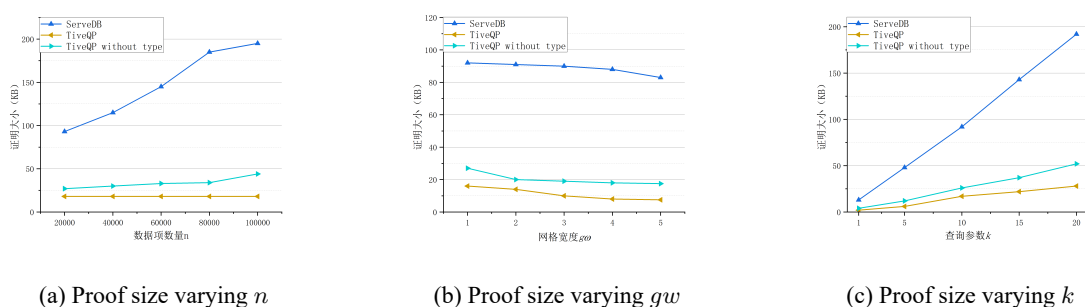 ServeDB
TiveQP
TiveQP without type
证明大小 (KB)
200
150
100
50
0
20000 40000 60000 80000 100000
数据项数量n
(a) Proof size varying n
ServeDB
TiveQP
TiveQP without type
证明大小 (KB)
120
100
80
60
40
20
0
1 2 3 4 5
网格宽度gω
(b) Proof size varying gw
ServeDB
TiveQP
TiveQP without type
证明大小 (KB)
200
150
100
50
0
1 5 10 15 20
查询参数k
(c) Proof size varying k